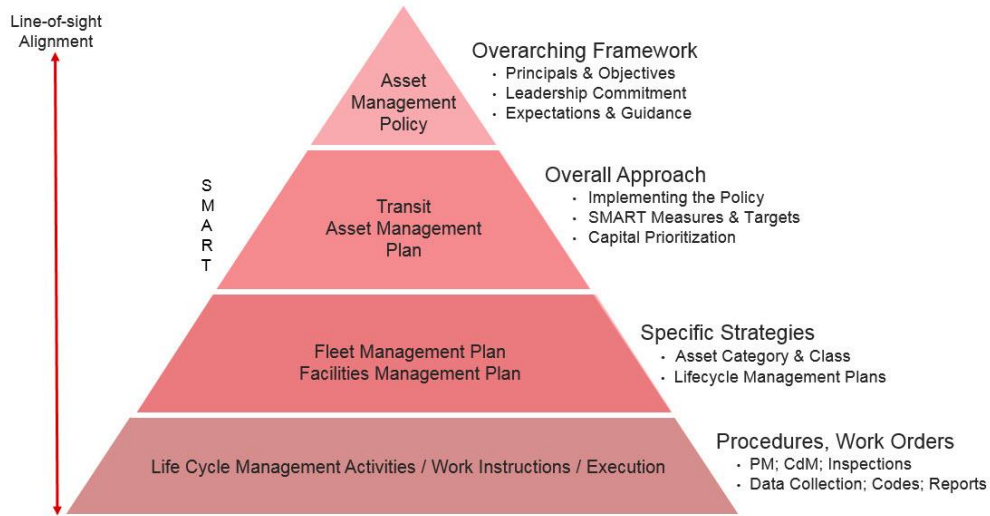 Line-of-sight
Alignment
Asset
Management
Policy
Overarching Framework
• Principals & Objectives
• Leadership Commitment
• Expectations & Guidance
S
M
A
R
T
Transit
Asset Management
Plan
Overall Approach
• Implementing the Policy
• SMART Measures & Targets
• Capital Prioritization
Fleet Management Plan
Facilities Management Plan
Specific Strategies
• Asset Category & Class
• Lifecycle Management Plans
Life Cycle Management Activities / Work Instructions / Execution
Procedures, Work Orders
• PM; CdM; Inspections
• Data Collection; Codes; Reports